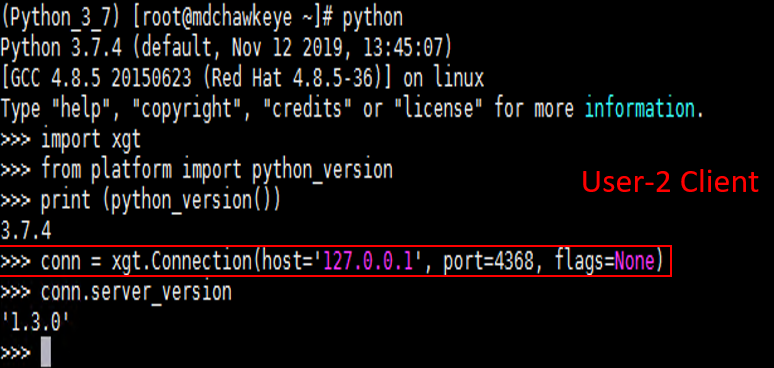 (Python_3_7) [root@mdchawkeye ~]# python
Python 3.7.4 (default, Nov 12 2019, 13:45:07)
[GCC 4.8.5 20150623 (Red Hat 4.8.5-36)] on linux
Type "help", "copyright", "credits" or "license" for more information.
>>> import xgt
>>> from platform import python_version
>>> print (python_version())
User-2 Client
3.7.4
>>> conn = xgt.Connection(host='127.0.0.1', port=4368, flags=None)
>>> conn.server_version
'1.3.0'
>>>